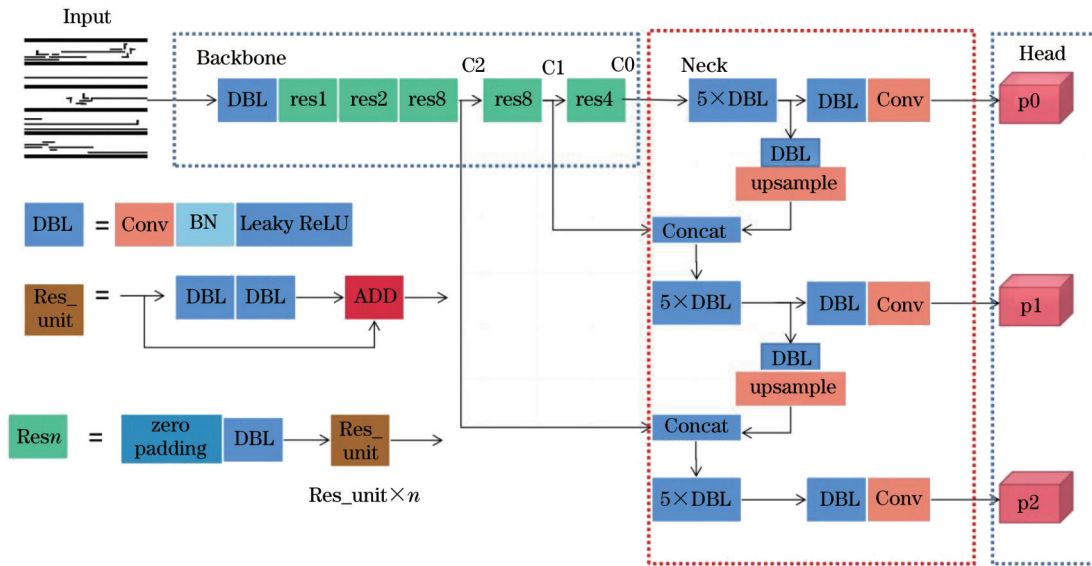 Input
Backbone
C2
C1
C0
Neck
Head
DBL
res1
res2
res8
res8
res4
5×DBL
DBL
Conv
p0
DBL
upsample
DBL
=
Conv
BN
Leaky ReLU
Concat
Res_
unit
=
DBL
DBL
ADD
5×DBL
DBL
Conv
p1
DBL
upsample
Resn
=
zero
padding
DBL
Res_
unit
Concat
Res_unit×n
5×DBL
DBL
Conv
p2